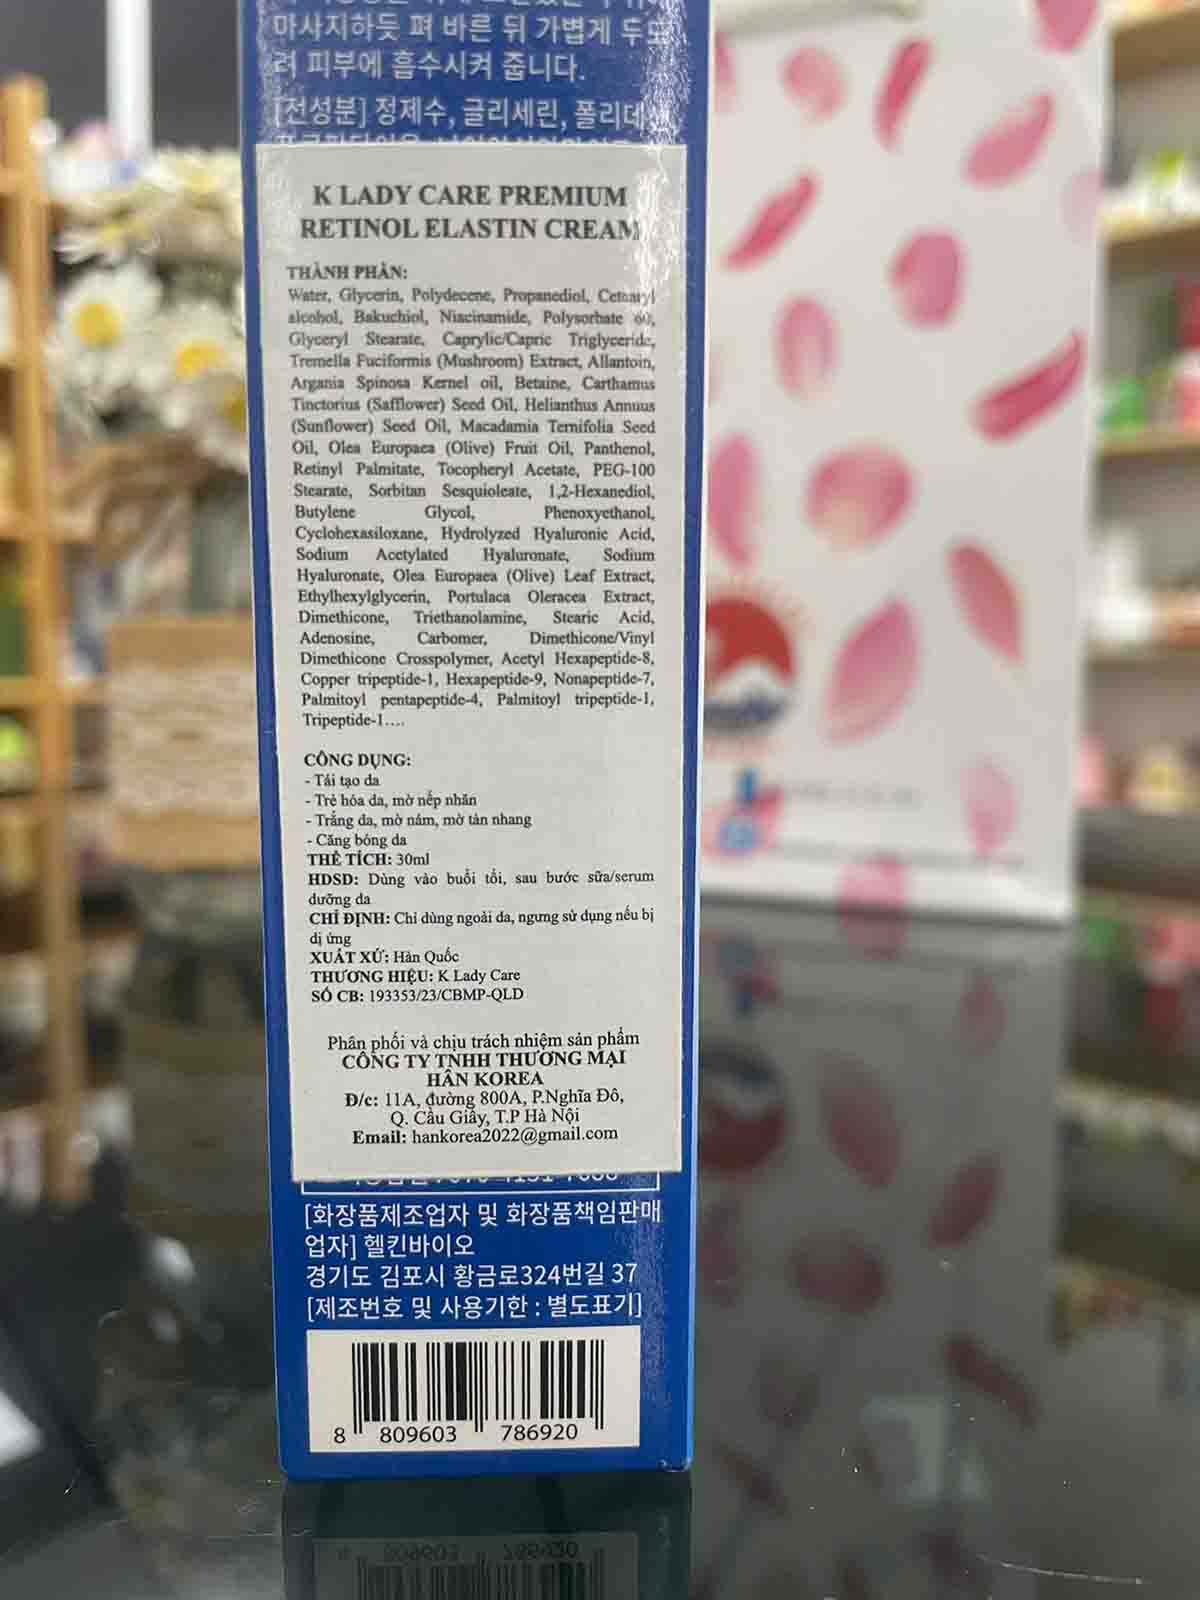 마사지하듯 펴 바른 뒤 가볍게 두드
려 피부에 흡수시켜 줍니다.
[전성분] 정제수, 글리세린, 폴리데
K LADY CARE PREMIUM
RETINOL ELASTIN CREAM
THÀNH PHẦN:
Water, Glycerin, Polydecene, Propanediol, Cetearyl
alcohol, Bakuchiol, Niacinamide, Polysorbate 60,
Glyceryl Stearate, Caprylic/Capric Triglyceride,
Tremella Fuciformis (Mushroom) Extract, Allantoin,
Argania Spinosa Kernel oil, Betaine, Carthamus
Tinctorius (Safflower) Seed Oil, Helianthus Annuus
(Sunflower) Seed Oil, Macadamia Ternifolia Seed
Oil, Olea Europaea (Olive) Fruit Oil, Panthenol,
Retinyl Palmitate, Tocopheryl Acetate, PEG-100
Stearate, Sorbitan Sesquioleate, 1,2-Hexanediol,
Butylene Glycol, Phenoxyethanol,
Cyclohexasiloxane, Hydrolyzed Hyaluronic Acid,
Sodium Acetylated Hyaluronate, Sodium
Hyaluronate, Olea Europaea (Olive) Leaf Extract,
Ethylhexylglycerin, Portulaca Oleracea Extract,
Dimethicone, Triethanolamine, Stearic Acid,
Adenosine, Carbomer, Dimethicone/Vinyl
Dimethicone Crosspolymer, Acetyl Hexapeptide-8,
Copper tripeptide-1, Hexapeptide-9, Nonapeptide-7,
Palmitoyl pentapeptide-4, Palmitoyl tripeptide-1,
Tripeptide-1....
CÔNG DỤNG:
- Tái tạo da
- Trẻ hóa da, mờ nếp nhăn
- Trắng da, mờ nám, mờ tàn nhang
- Căng bóng da
THỂ TÍCH: 30ml
HDSD: Dùng vào buổi tối, sau bước sữa/serum
dưỡng da
CHỈ ĐỊNH: Chỉ dùng ngoài da, ngưng sử dụng nếu bị
dị ứng
XUẤT XỨ: Hàn Quốc
THƯƠNG HIỆU: K Lady Care
SỐ CB: 193353/23/CBMP-QLD
Phân phối và chịu trách nhiệm sản phẩm
CÔNG TY TNHH THƯƠNG MẠI
HÂN KOREA
Đ/c: 11A, đường 800A, P.Nghĩa Đô,
Q. Cầu Giấy, T.P Hà Nội
Email: hankorea2022@gmail.com
[화장품제조업자 및 화장품책임판매
업자] 헬킨바이오
경기도 김포시 황금로324번길 37
[제조번호 및 사용기한 : 별도표기]
8 809603 786920